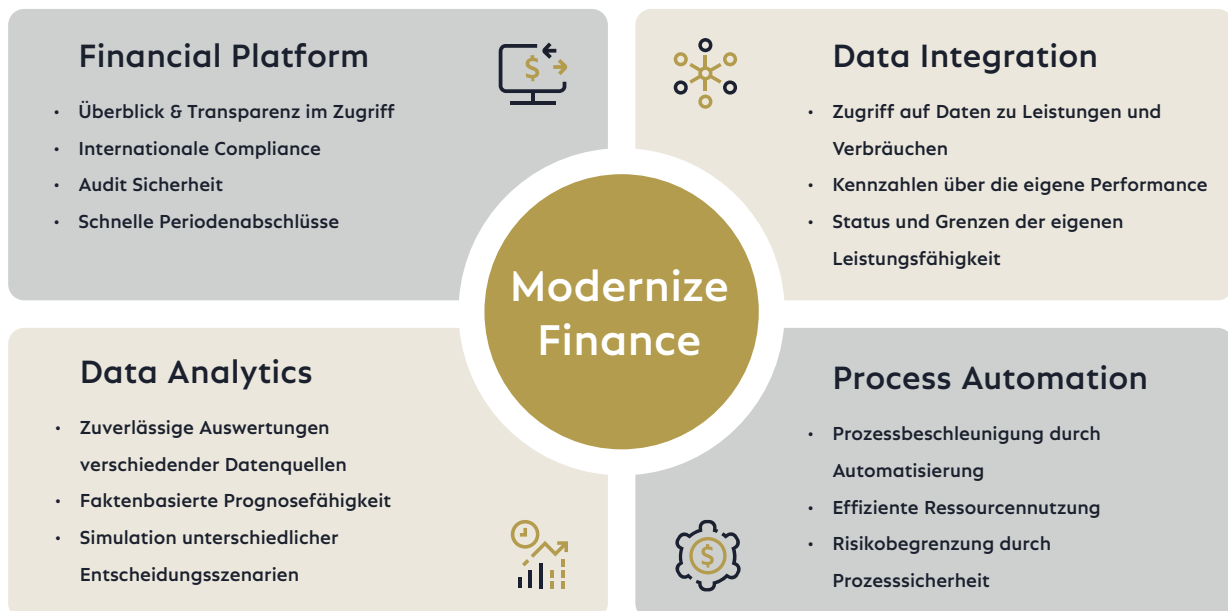 Financial Platform
• Überblick & Transparenz im Zugriff
• Internationale Compliance
• Audit Sicherheit
• Schnelle Periodenabschlüsse
$
Data Integration
• Zugriff auf Daten zu Leistungen und
Verbräuchen
• Kennzahlen über die eigene Performance
• Status und Grenzen der eigenen
Leistungsfähigkeit
Modernize
Finance
Data Analytics
• Zuverlässige Auswertungen
verschiedender Datenquellen
• Faktenbasierte Prognosefähigkeit
• Simulation unterschiedlicher
Entscheidungsszenarien
Process Automation
• Prozessbeschleunigung durch
Automatisierung
• Effiziente Ressourcennutzung
• Risikobegrenzung durch
Prozesssicherheit
$